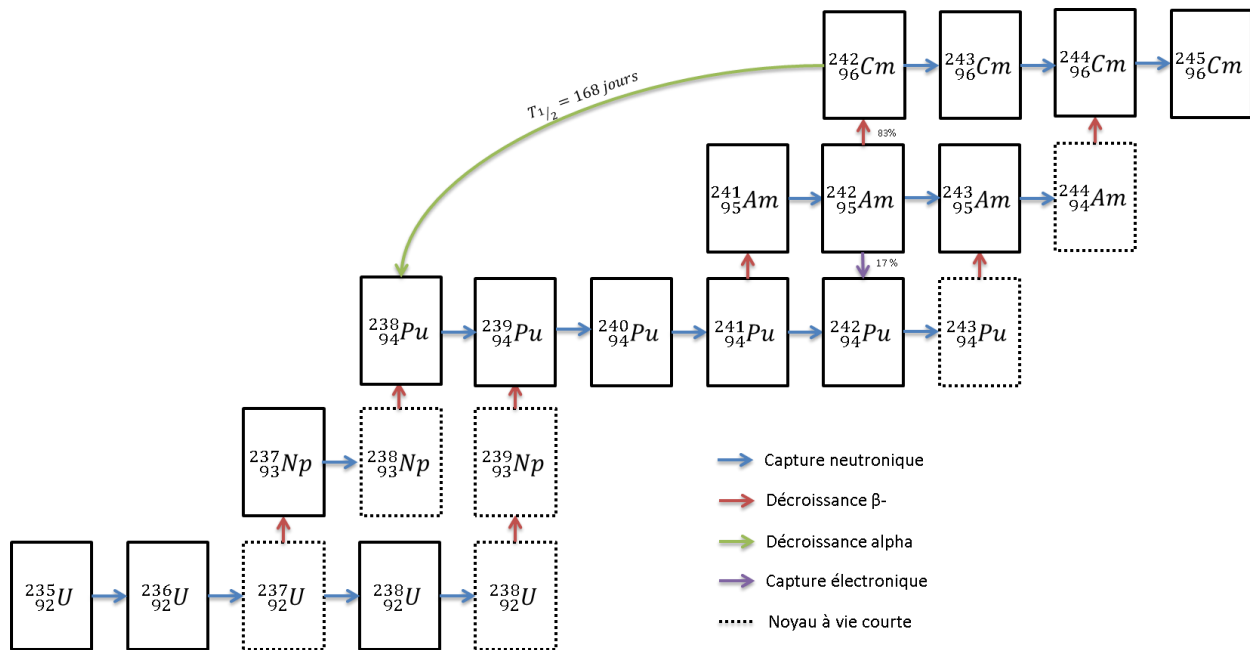 242 96 Cm 243 96 Cm 244 96 Cm 245 96 Cm
T1/2 = 168 jours
83%
241 95 Am 242 95 Am 243 95 Am 244 94 Am
17%
238 94 Pu 239 94 Pu 240 94 Pu 241 94 Pu 242 94 Pu 243 94 Pu
237 93 Np 238 93 Np 239 93 Np
Capture neutronique
Décroissance β-
Décroissance alpha
235 92 U 236 92 U 237 92 U 238 92 U 238 92 U
Capture électronique
Noyau à vie courte